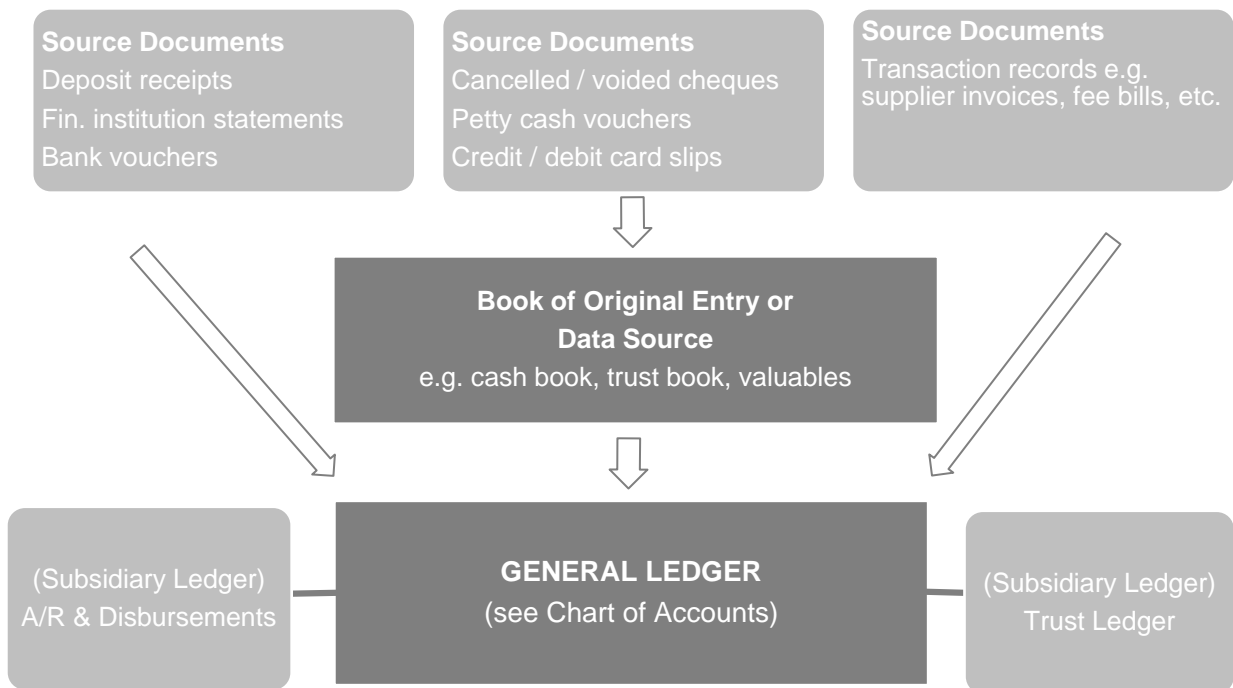 Source Documents
Deposit receipts
Fin. institution statements
Bank vouchers
Source Documents
Cancelled / voided cheques
Petty cash vouchers
Credit / debit card slips
Source Documents
Transaction records e.g.
supplier invoices, fee bills, etc.
Book of Original Entry or
Data Source
e.g. cash book, trust book, valuables
(Subsidiary Ledger)
A/R & Disbursements
GENERAL LEDGER
(see Chart of Accounts)
(Subsidiary Ledger)
Trust Ledger